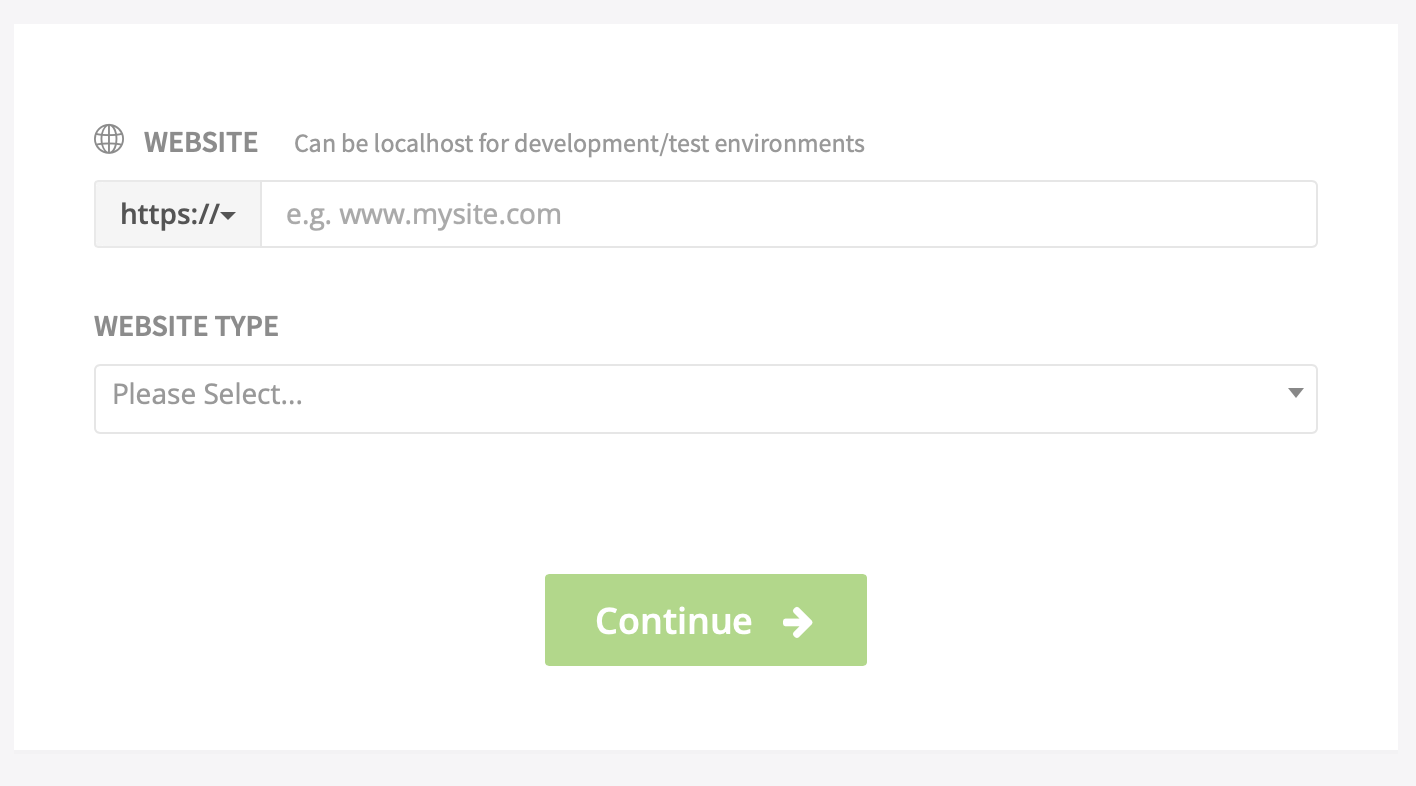 WEBSITE Can be localhost for development/test environments
https:// e.g. www.mysite.com
WEBSITE TYPE
Please Select...
Continue